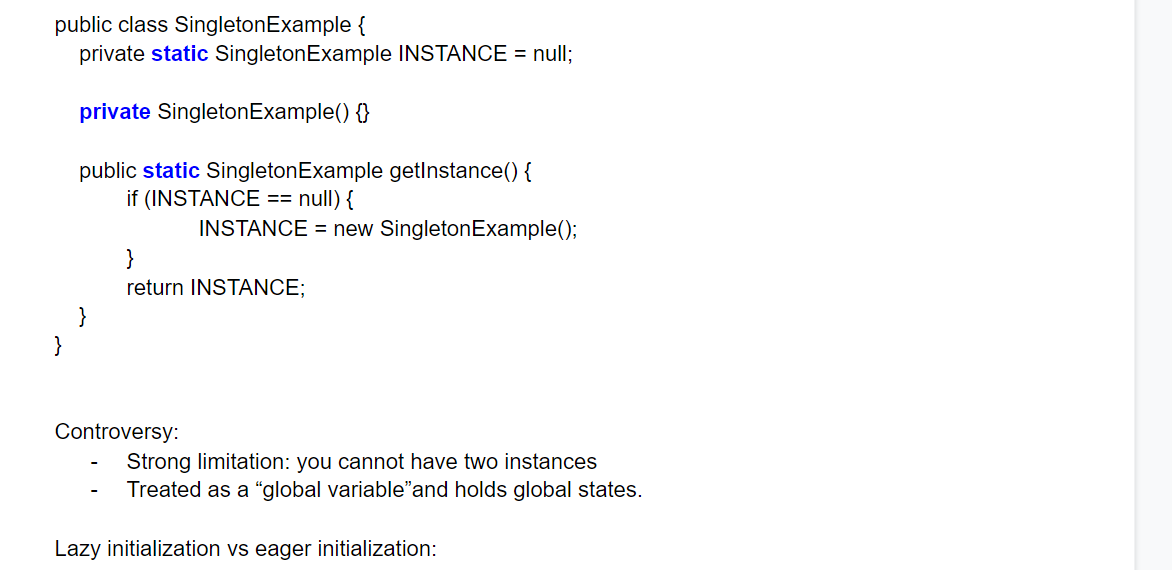 public class SingletonExample {
private static SingletonExample INSTANCE = null;
private SingletonExample() {}
public static SingletonExample getInstance() {
if (INSTANCE == null) {
INSTANCE = new SingletonExample();
}
return INSTANCE;
}
}
Controversy:
- Strong limitation: you cannot have two instances
- Treated as a “global variable”and holds global states.
Lazy initialization vs eager initialization: